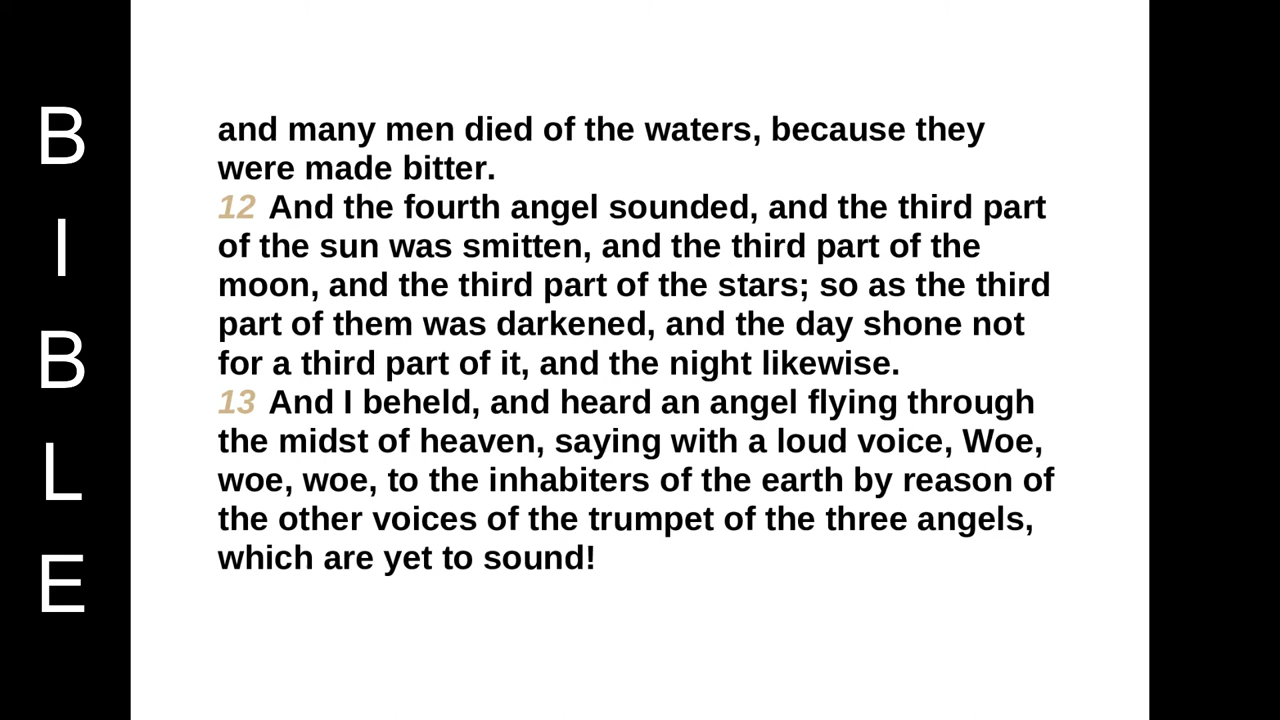 B
I
B
L
E
and many men died of the waters, because they
were made bitter.
12 And the fourth angel sounded, and the third part
of the sun was smitten, and the third part of the
moon, and the third part of the stars; so as the third
part of them was darkened, and the day shone not
for a third part of it, and the night likewise.
13 And I beheld, and heard an angel flying through
the midst of heaven, saying with a loud voice, Woe,
woe, woe, to the inhabiters of the earth by reason of
the other voices of the trumpet of the three angels,
which are yet to sound!